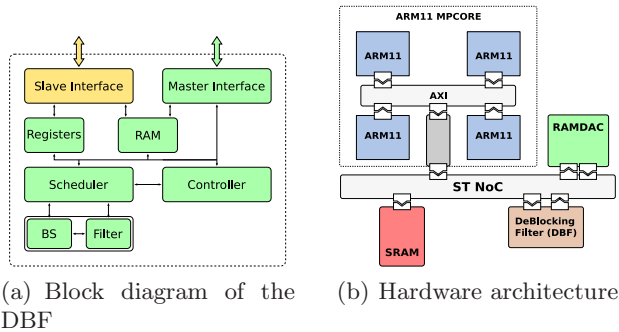 Slave Interface
Master Interface
Registers
RAM
Scheduler
Controller
BS
Filter
(a) Block diagram of the
DBF
ARM11 MPCORE
ARM11
ARM11
AXI
ARM11
ARM11
RAMDAC
ST NoC
SRAM
DeBlocking
Filter (DBF)
(b) Hardware architecture